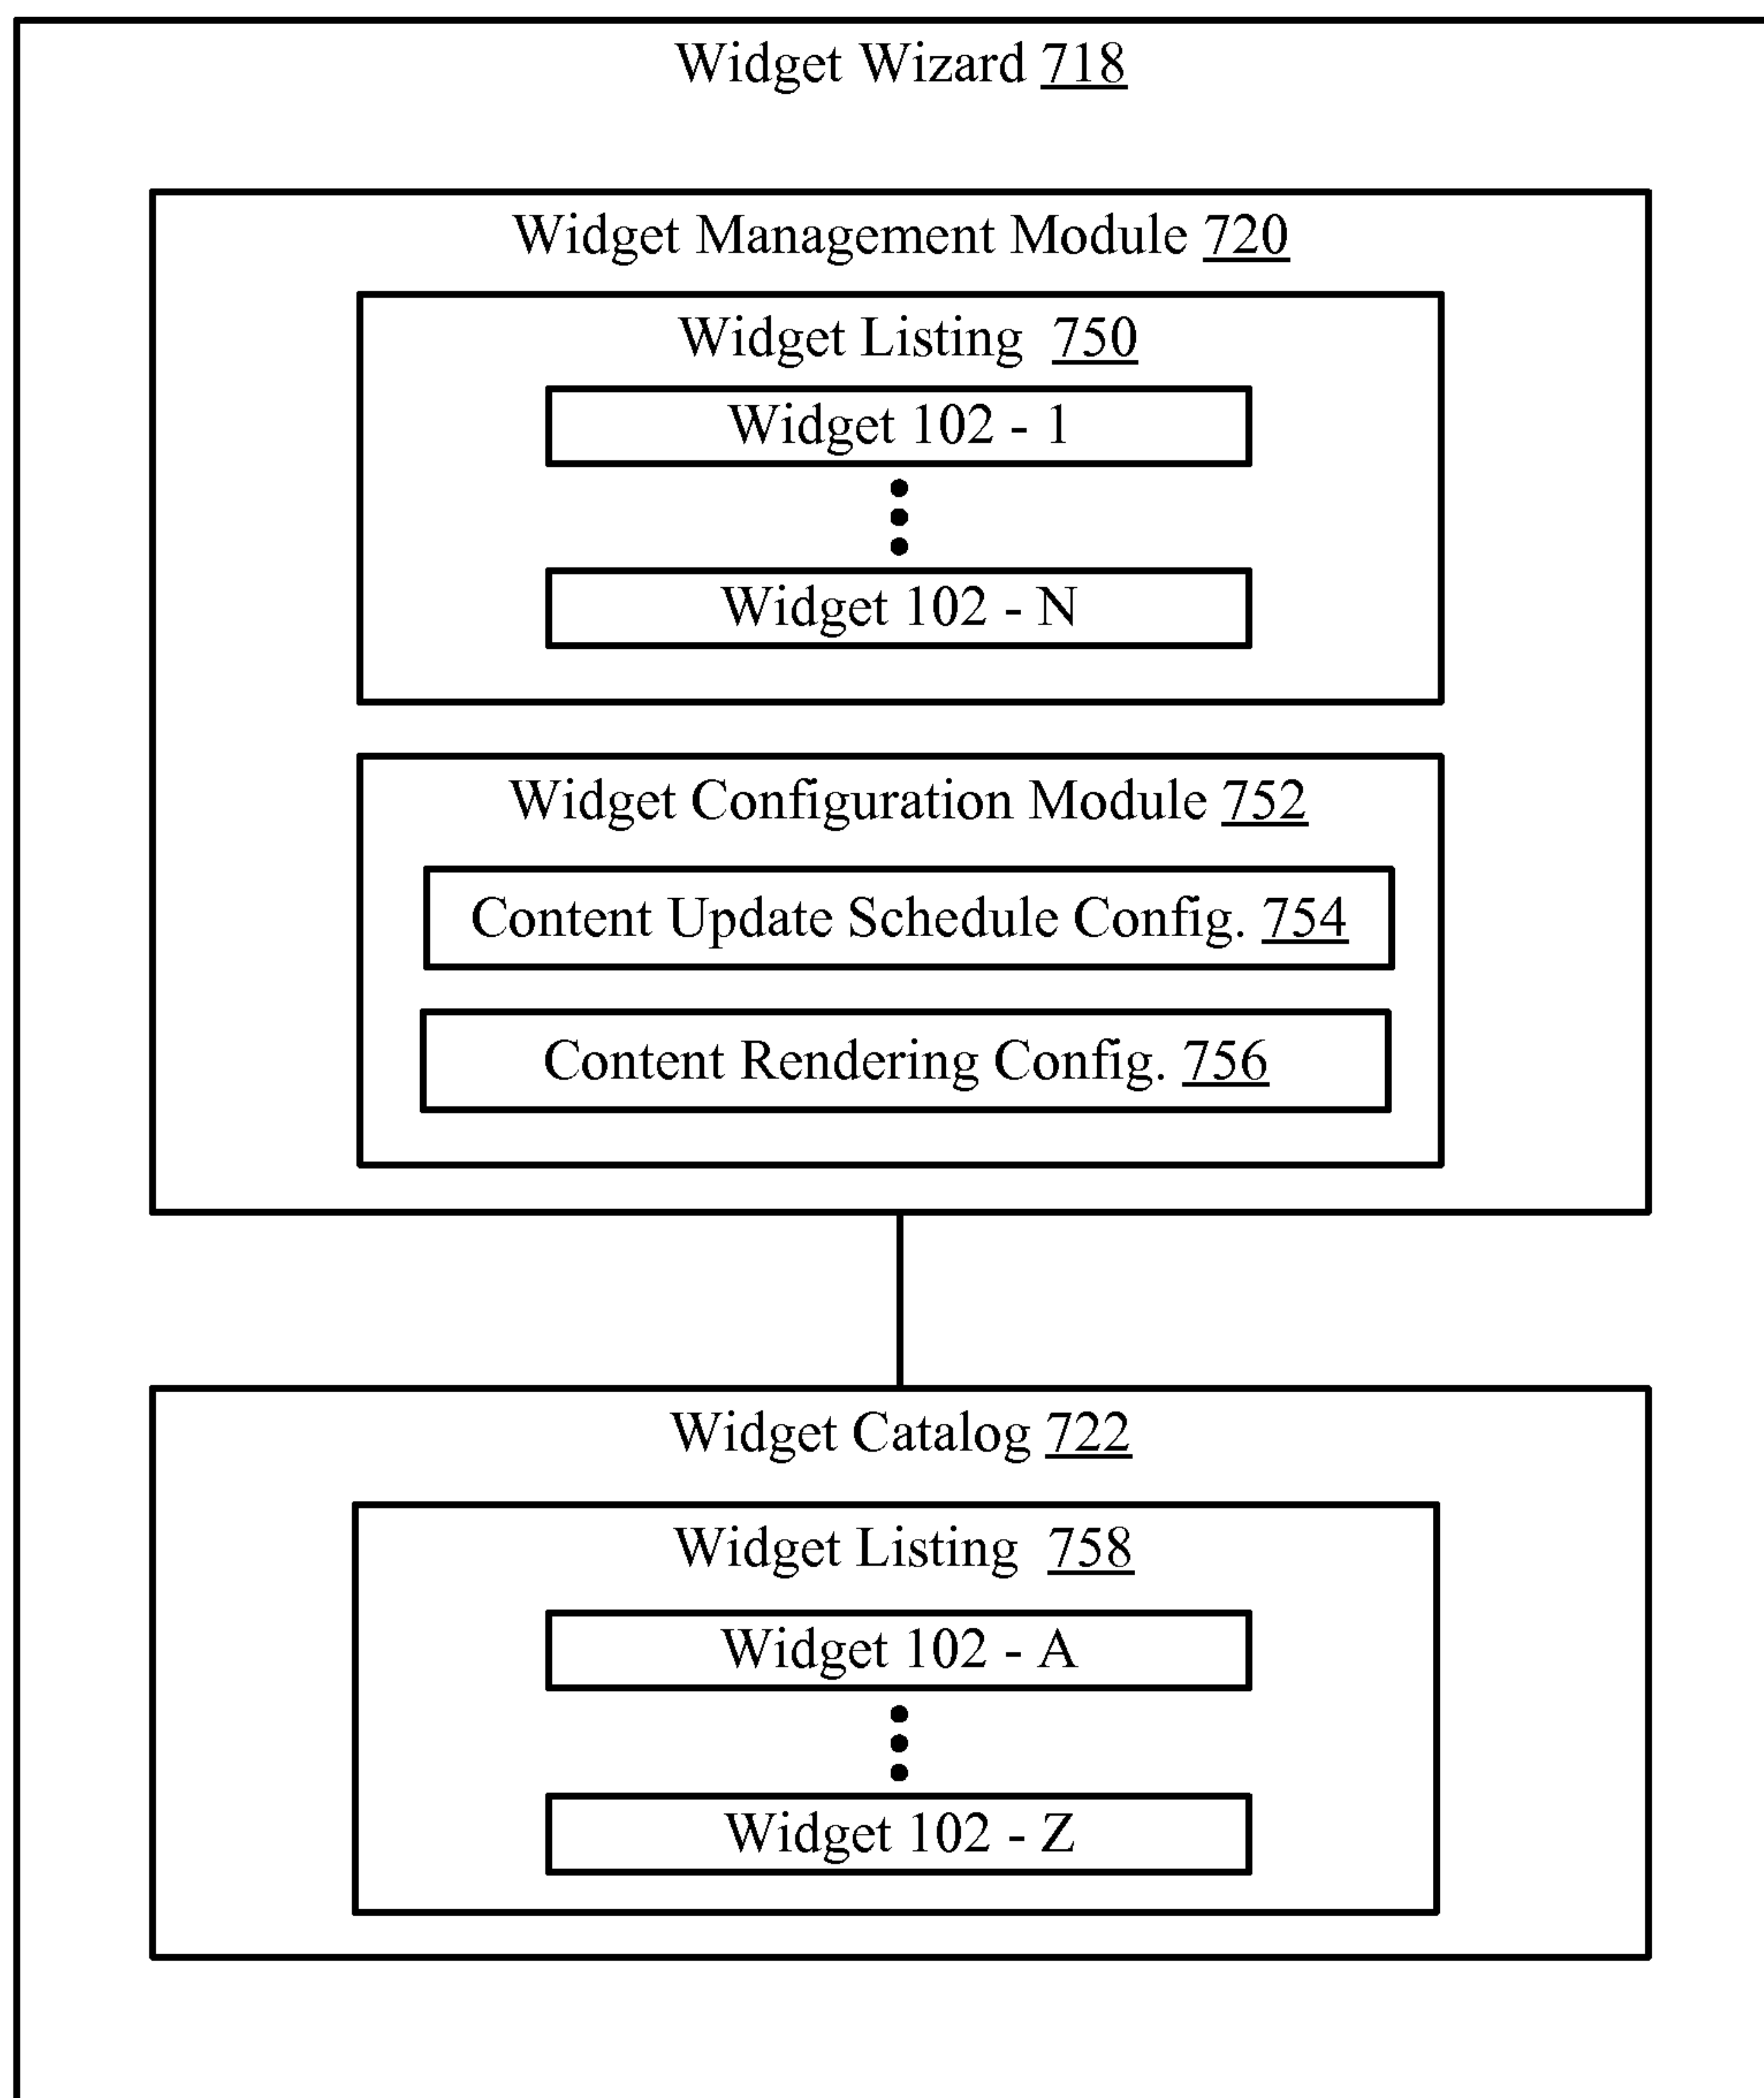 Widget Wizard 718
Widget Management Module 720
Widget Listing 750
Widget 102 - 1
Widget 102 - N
Widget Configuration Module 752
Content Update Schedule Config. 754
Content Rendering Config. 756
Widget Catalog 722
Widget Listing 758
Widget 102 - A
Widget 102 - Z